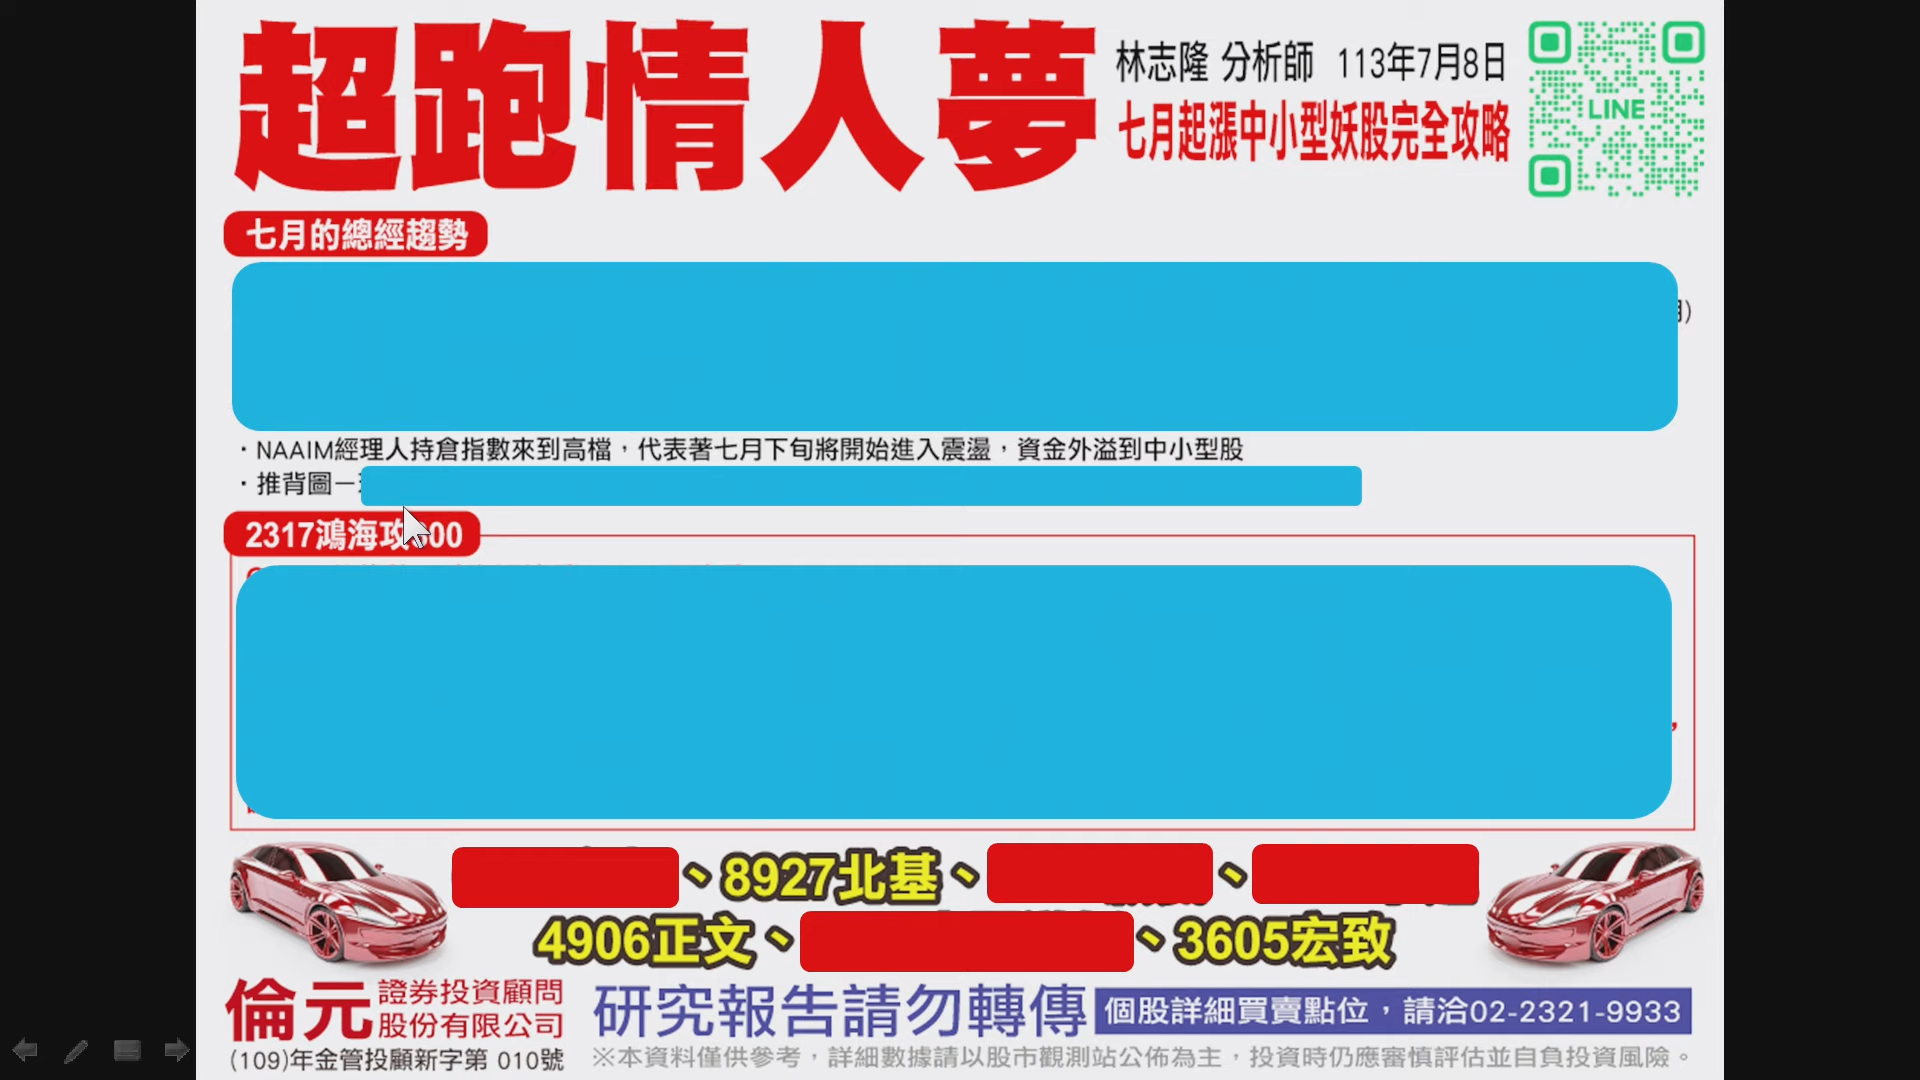 超跑情人夢
林志隆 分析師 113年7月8日
七月起漲中小型妖股完全攻略
LINE
七月的總經趨勢
)
・NAAIM經理人持倉指數來到高檔，代表著七月下旬將開始進入震盪，資金外溢到中小型股
・推背圖－
2317鴻海攻 00
、8927北基、 、
4906正文、 、3605宏致
倫元 證券投資顧問股份有限公司
(109)年金管投顧新字第 010號
研究報告請勿轉傳
個股詳細買賣點位，請洽02-2321-9933
※本資料僅供參考，詳細數據請以股市觀測站公佈為主，投資時仍應審慎評估並自負投資風險。